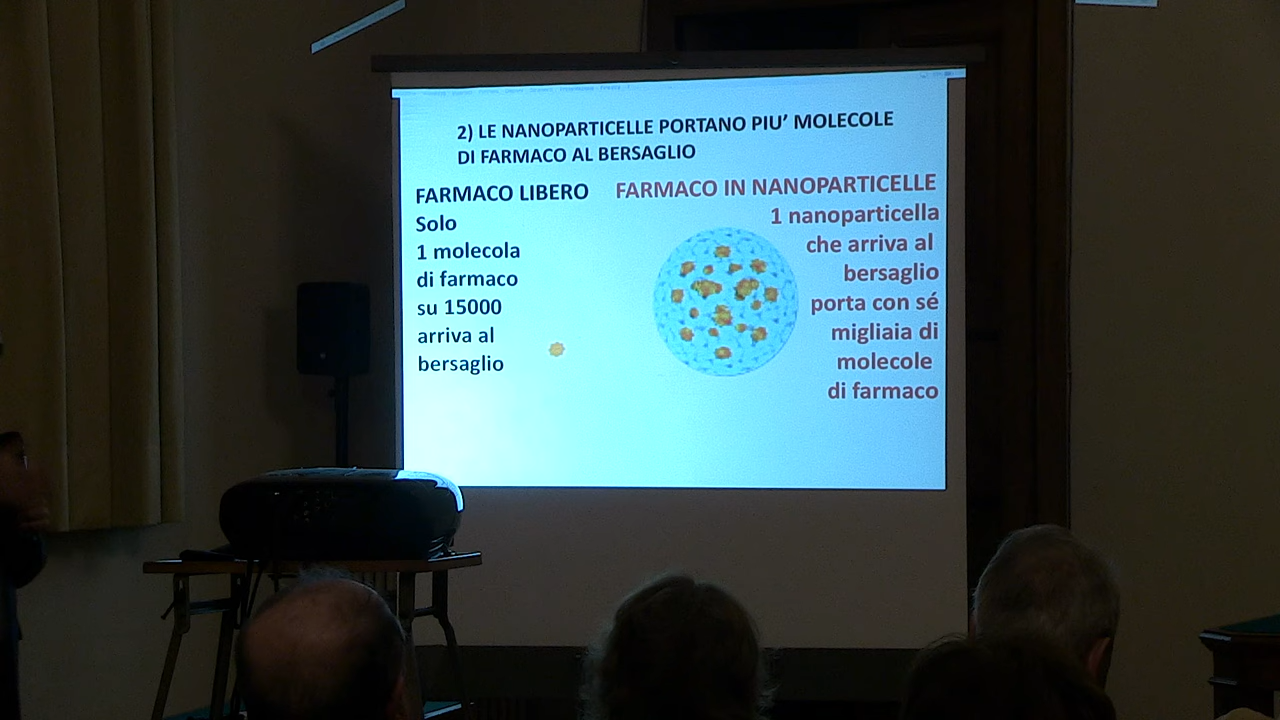 2) LE NANOPARTICELLE PORTANO PIU' MOLECOLE
DI FARMACO AL BERSAGLIO
FARMACO LIBERO
Solo
1 molecola
di farmaco
su 15000
arriva al
bersaglio
FARMACO IN NANOPARTICELLE
1 nanoparticella
che arriva al
bersaglio
porta con sé
migliaia di
molecole
di farmaco